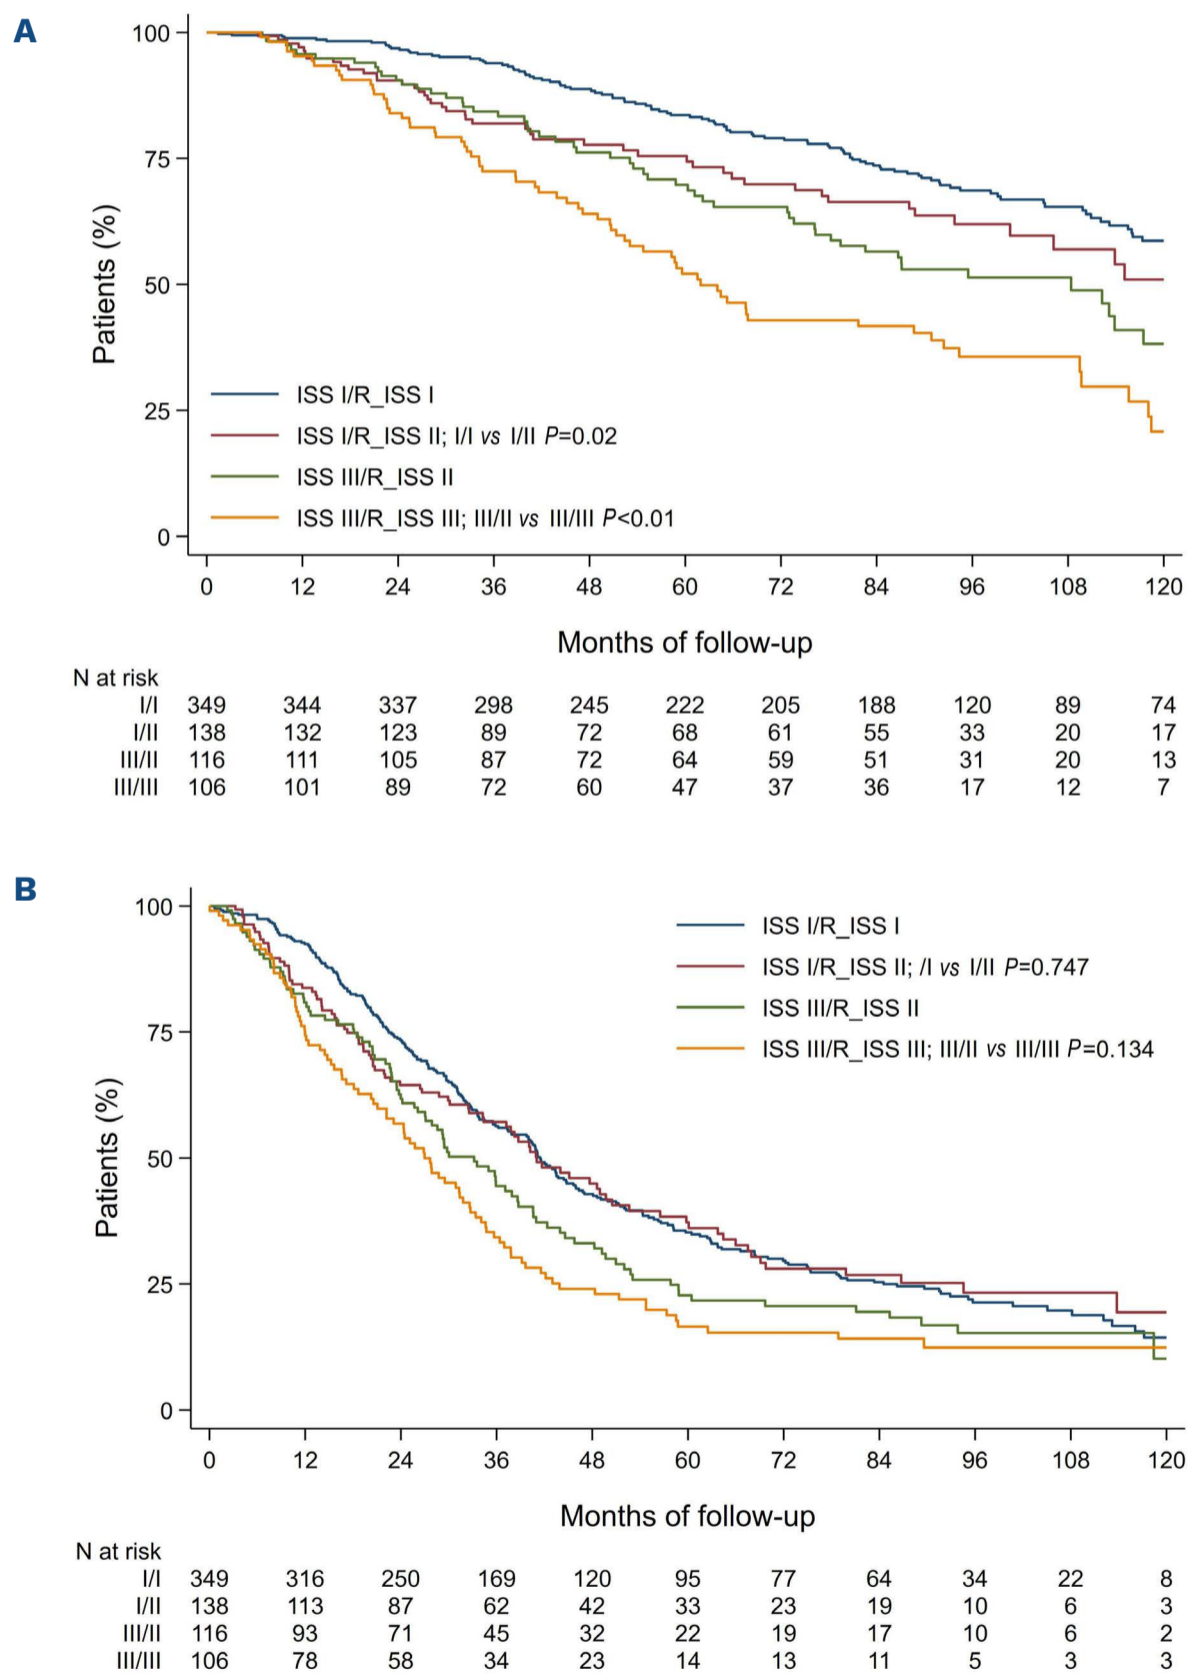 A
100
75
50
25
0
Patients (%)
ISS I/R_ISS I
ISS I/R_ISS II; I/I vs I/II P=0.02
ISS III/R_ISS II
ISS III/R_ISS III; III/II vs III/III P<0.01
0 12 24 36 48 60 72 84 96 108 120
Months of follow-up
N at risk
I/I 349 344 337 298 245 222 205 188 120 89 74
I/II 138 132 123 89 72 68 61 55 33 20 17
III/II 116 111 105 87 72 64 59 51 31 20 13
III/III 106 101 89 72 60 47 37 36 17 12 7
B
100
75
50
25
0
Patients (%)
ISS I/R_ISS I
ISS I/R_ISS II; /I vs I/II P=0.747
ISS III/R_ISS II
ISS III/R_ISS III; III/II vs III/III P=0.134
0 12 24 36 48 60 72 84 96 108 120
Months of follow-up
N at risk
I/I 349 316 250 169 120 95 77 64 34 22 8
I/II 138 113 87 62 42 33 23 19 10 6 3
III/II 116 93 71 45 32 22 19 17 10 6 2
III/III 106 78 58 34 23 14 13 11 5 3 3